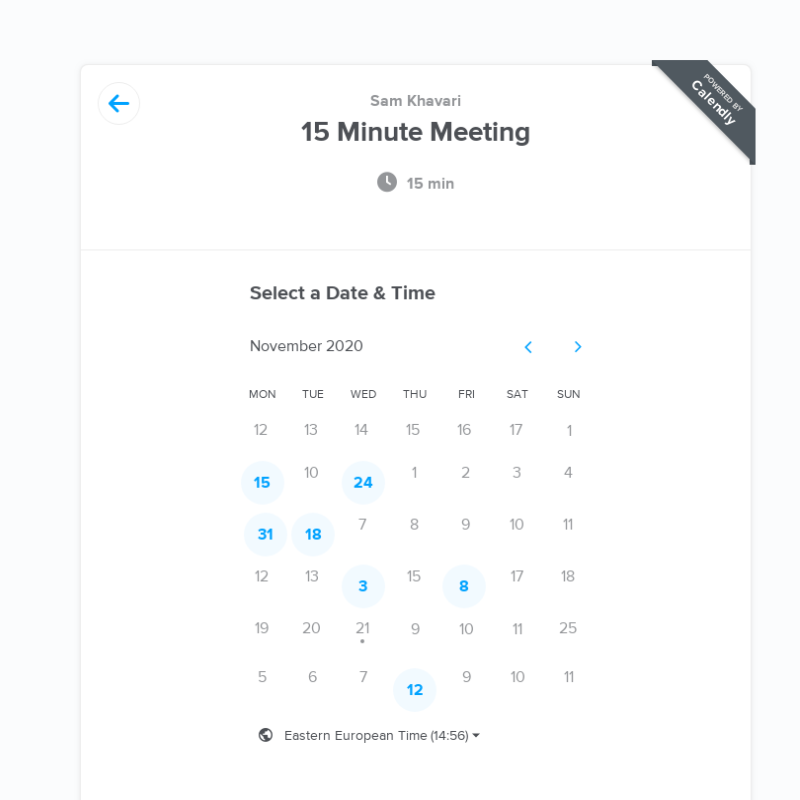 POWERED BY
Calendly
Sam Khavari
15 Minute Meeting
15 min
Select a Date & Time
November 2020
MON TUE WED THU FRI SAT SUN
12 13 14 15 16 17 1
15 10 24 1 2 3 4
31 18 7 8 9 10 11
12 13 3 15 8 17 18
19 20 21 9 10 11 25
5 6 7 12 9 10 11
Eastern European Time (14:56)